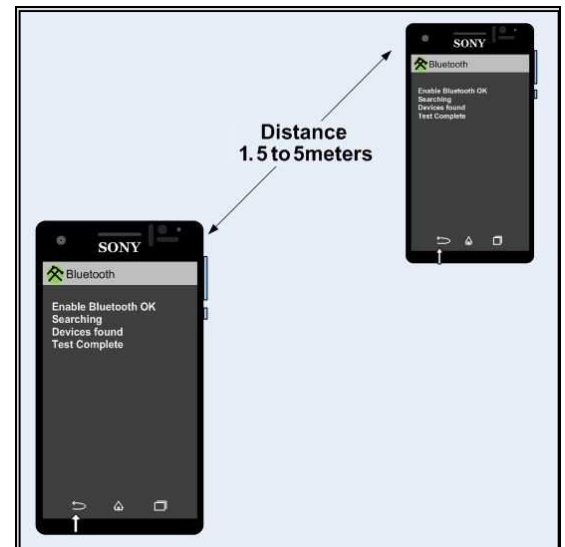 SONY
Bluetooth
Enable Bluetooth OK
Searching
Devices found
Test Complete
Distance
1.5 to 5meters
SONY
Bluetooth
Enable Bluetooth OK
Searching
Devices found
Test Complete